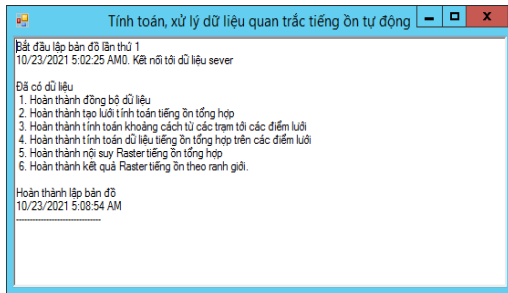 Tính toán, xử lý dữ liệu quan trắc tiếng ồn tự động
Bắt đầu lập bản đồ lần thứ 1
10/23/2021 5:02:25 AM0. Kết nối tới dữ liệu sever
Đã có dữ liệu
1. Hoàn thành đồng bộ dữ liệu
2. Hoàn thành tạo lưới tính toán tiếng ồn tổng hợp
3. Hoàn thành tính toán khoảng cách từ các trạm tới các điểm lưới
4. Hoàn thành tính toán dữ liệu tiếng ồn tổng hợp trên các điểm lưới
5. Hoàn thành nội suy Raster tiếng ồn tổng hợp
6. Hoàn thành kết quả Raster tiếng ồn theo ranh giới.
Hoàn thành lập bản đồ
10/23/2021 5:08:54 AM
------------------------------